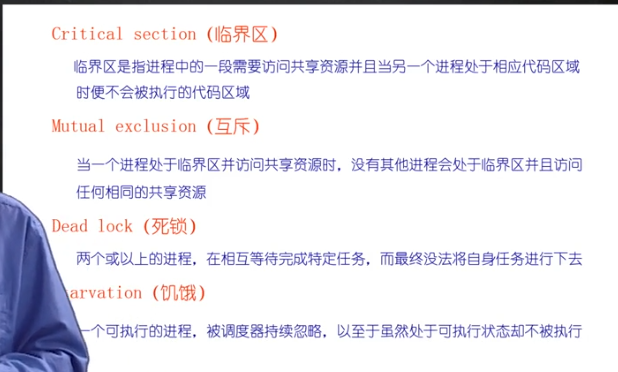 Critical section (临界区)
临界区是指进程中的一段需要访问共享资源并且当另一个进程处于相应代码区域
时便不会被执行的代码区域
Mutual exclusion (互斥)
当一个进程处于临界区并访问共享资源时，没有其他进程会处于临界区并且访问
任何相同的共享资源
Dead lock (死锁)
两个或以上的进程，在相互等待完成特定任务，而最终没法将自身任务进行下去
arvation (饥饿)
一个可执行的进程，被调度器持续忽略，以至于虽然处于可执行状态却不被执行